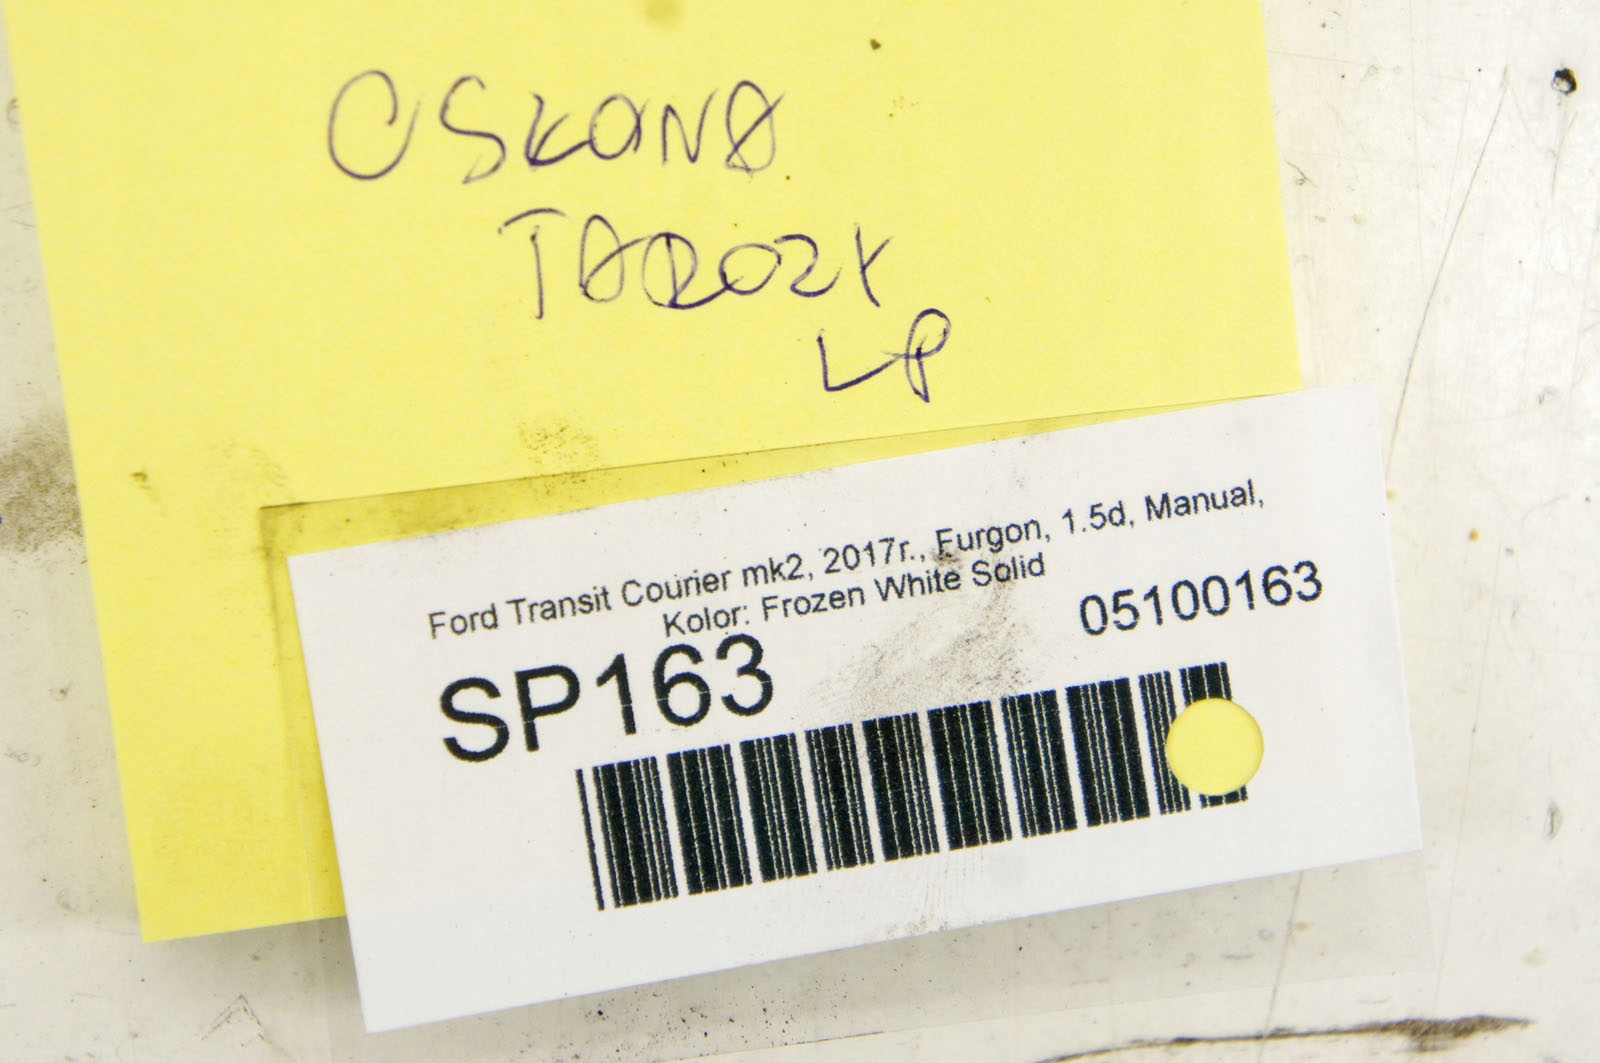 OSŁONA
TARCZY
LP
Ford Transit Courier mk2, 2017r., Furgon, 1.5d, Manual,
Kolor: Frozen White Solid
05100163
SP163